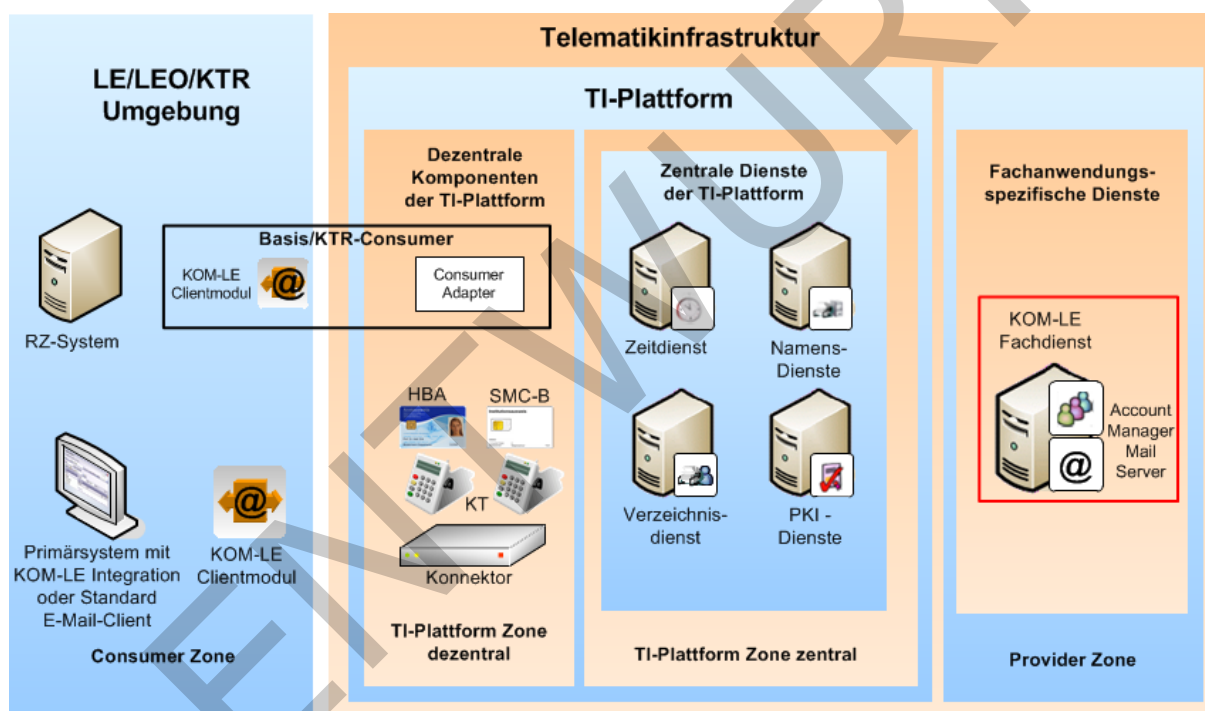 Telematikinfrastruktur
LE/LEO/KTR
Umgebung
TI-Plattform
Dezentrale
Komponenten
der TI-Plattform
Zentrale Dienste
der TI-Plattform
Fachanwendungs-
spezifische Dienste
Basis/KTR-Consumer
KOM-LE
Clientmodul
@
Consumer
Adapter
RZ-System
Zeitdienst
Namens-
Dienste
KOM-LE
Fachdienst
Account
Manager
Mail
Server
@
HBA
SMC-B
KT
Konnektor
Verzeichnis-
dienst
PKI -
Dienste
@
Primärsystem mit
KOM-LE Integration
oder Standard
E-Mail-Client
KOM-LE
Clientmodul
Consumer Zone
TI-Plattform Zone
dezentral
TI-Plattform Zone zentral
Provider Zone
ENTWURF